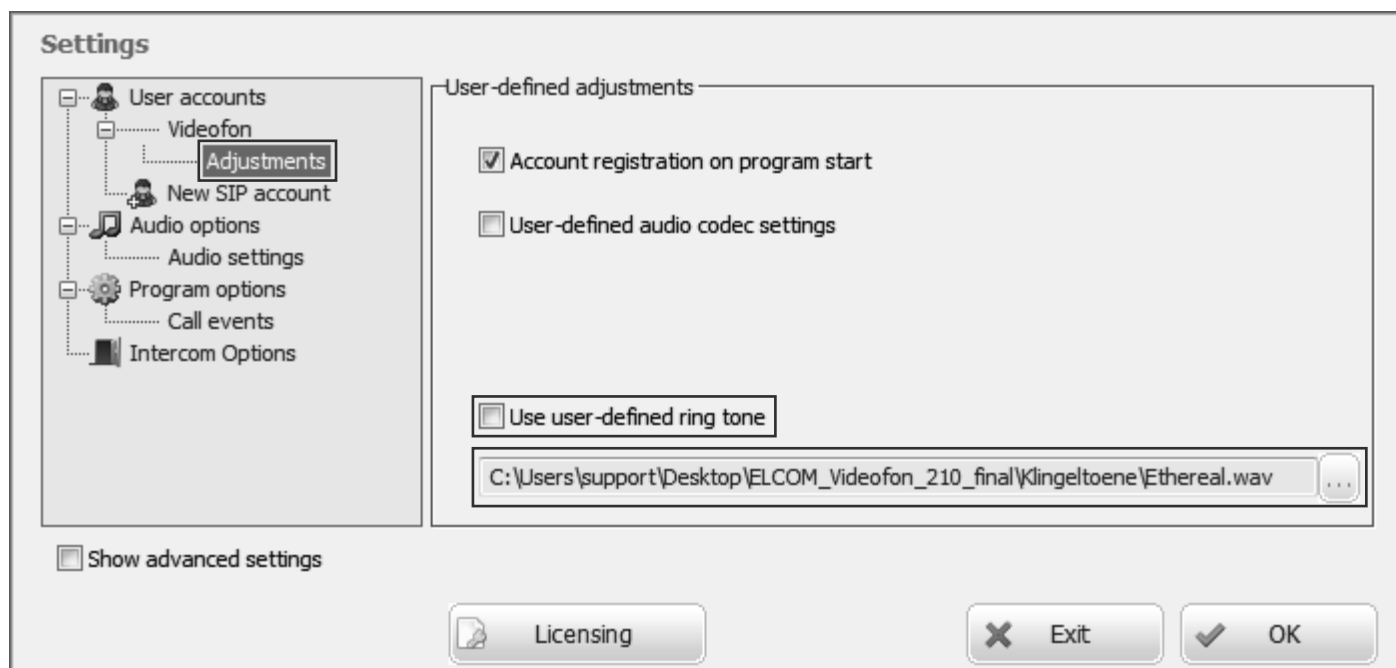 Settings
User accounts
Videofon
Adjustments
New SIP account
Audio options
Audio settings
Program options
Call events
Intercom Options
User-defined adjustments
Account registration on program start
User-defined audio codec settings
Use user-defined ring tone
C:\Users\support\Desktop\ELCOM_Videofon_210_final\Klingeltoene\Ethereal.wav
...
Show advanced settings
Licensing
Exit
OK